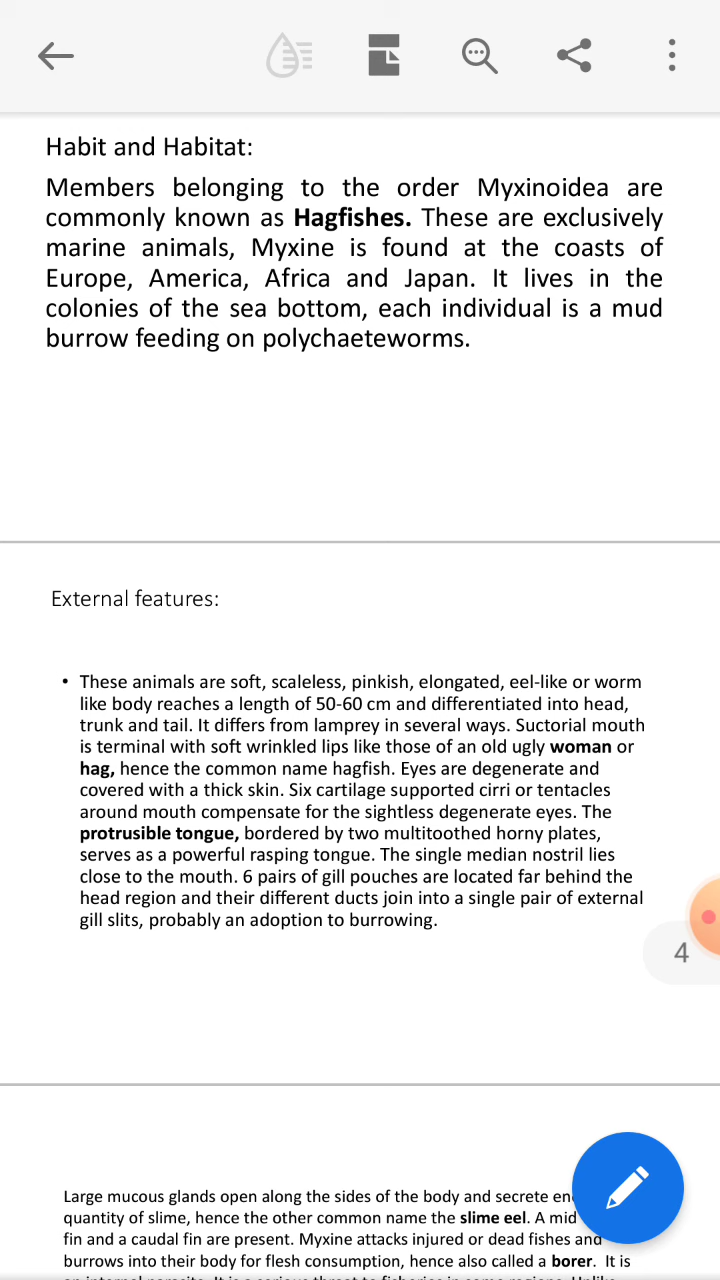 Habit and Habitat:
Members belonging to the order Myxinoidea are
commonly known as Hagfishes. These are exclusively
marine animals, Myxine is found at the coasts of
Europe, America, Africa and Japan. It lives in the
colonies of the sea bottom, each individual is a mud
burrow feeding on polychaeteworms.
External features:
• These animals are soft, scaleless, pinkish, elongated, eel-like or worm
like body reaches a length of 50-60 cm and differentiated into head,
trunk and tail. It differs from lamprey in several ways. Suctorial mouth
is terminal with soft wrinkled lips like those of an old ugly woman or
hag, hence the common name hagfish. Eyes are degenerate and
covered with a thick skin. Six cartilage supported cirri or tentacles
around mouth compensate for the sightless degenerate eyes. The
protrusible tongue, bordered by two multitoothed horny plates,
serves as a powerful rasping tongue. The single median nostril lies
close to the mouth. 6 pairs of gill pouches are located far behind the
head region and their different ducts join into a single pair of external
gill slits, probably an adoption to burrowing.
4
Large mucous glands open along the sides of the body and secrete
quantity of slime, hence the other common name the slime eel. A mid
fin and a caudal fin are present. Myxine attacks injured or dead fishes and
burrows into their body for flesh consumption, hence also called a borer. It is